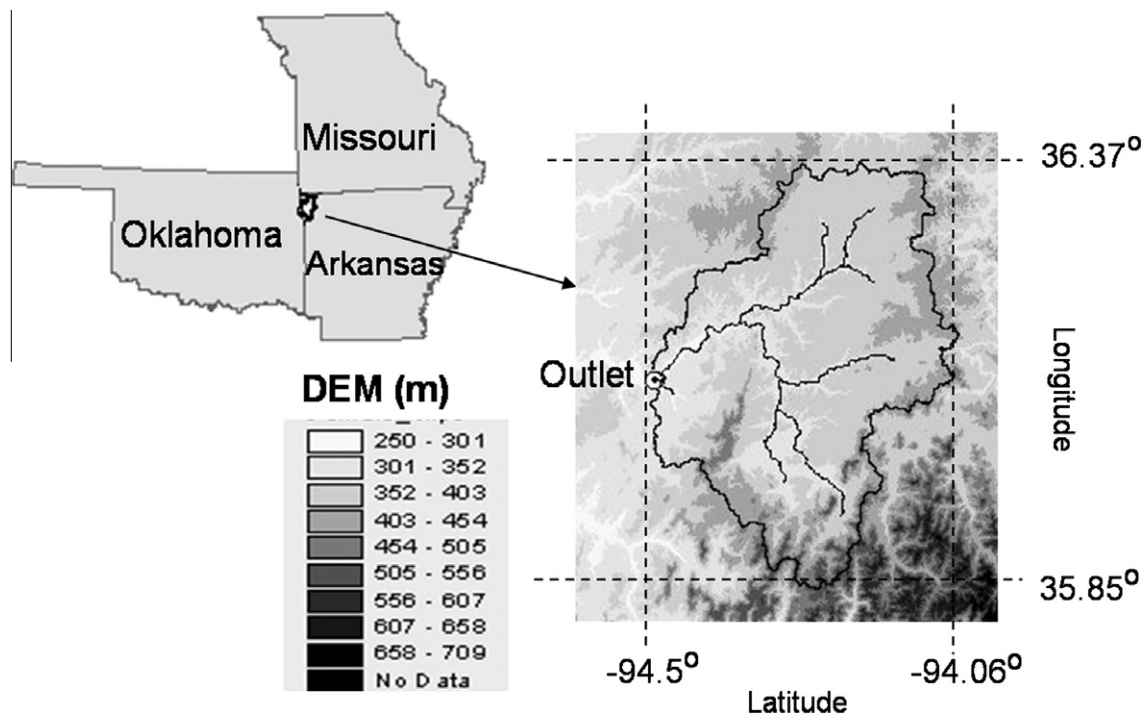 Missouri
Oklahoma
Arkansas
36.37°
Outlet
Longitude
DEM (m)
250 - 301
301 - 352
352 - 403
403 - 454
454 - 505
505 - 556
556 - 607
607 - 658
658 - 709
No Data
35.85°
-94.5°
-94.06°
Latitude